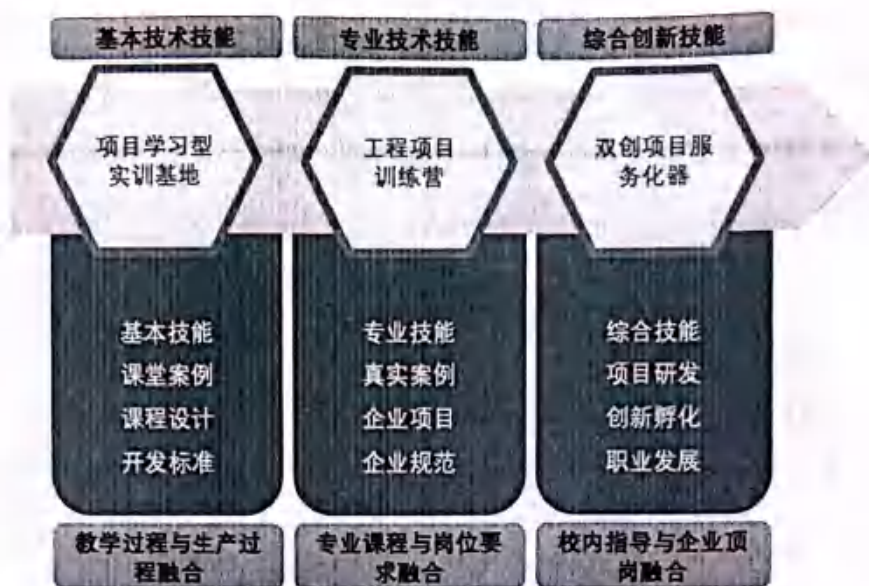 基本技术技能
专业技术技能
综合创新技能
项目学习型
实训基地
工程项目
训练营
双创项目服
务化器
基本技能
课堂案例
课程设计
开发标准
专业技能
真实案例
企业项目
企业规范
综合技能
项目研发
创新孵化
职业发展
教学过程与生产过
程融合
专业课程与岗位要
求融合
校内指导与企业顶
岗融合